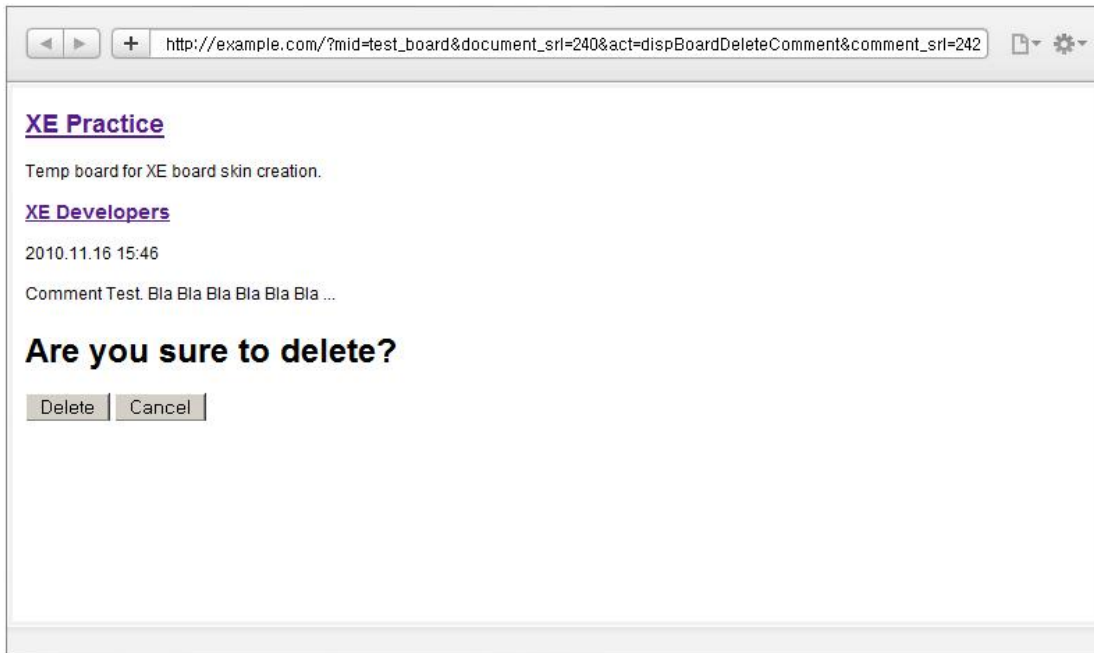 http://example.com/?mid=test_board&document_srl=240&act=dispBoardDeleteComment&comment_srl=242
XE Practice
Temp board for XE board skin creation.
XE Developers
2010.11.16 15:46
Comment Test. Bla Bla Bla Bla Bla Bla ...
Are you sure to delete?
Delete Cancel